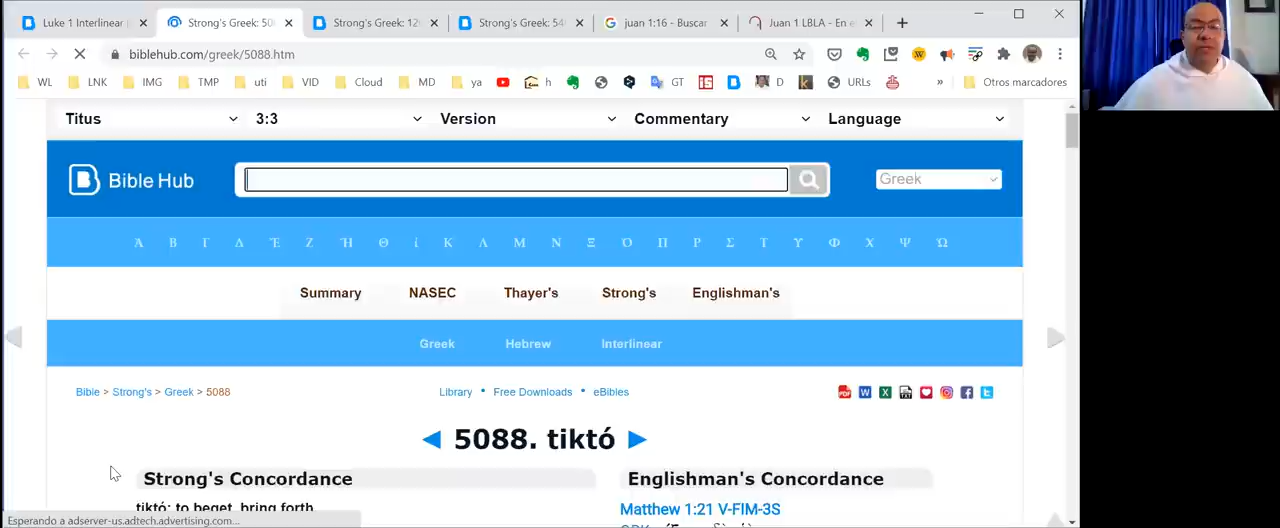 Luke 1 Interlinear
Strong's Greek: 50
Strong's Greek: 12
Strong's Greek: 54
juan 1:16 - Buscar
Juan 1 LBLA - En e
biblehub.com/greek/5088.htm
WL LNK IMG TMP uti VID Cloud MD ya h GT D URLs » Otros marcadores
Titus 3:3 Version Commentary Language
Bible Hub
Greek
Α Β Γ Δ Έ Ζ Ή Θ ί Κ Λ Μ Ν Ξ Ό Π Ρ Σ Τ Υ Φ Χ Ψ Ώ
Summary NASEC Thayer's Strong's Englishman's
Greek Hebrew Interlinear
Bible > Strong's > Greek > 5088
Library • Free Downloads • eBibles
5088. tiktó
Strong's Concordance
Englishman's Concordance
tiktó: to beget, bring forth
Matthew 1:21 V-FIM-3S
Esperando a adserver-us.adtech.advertising.com...